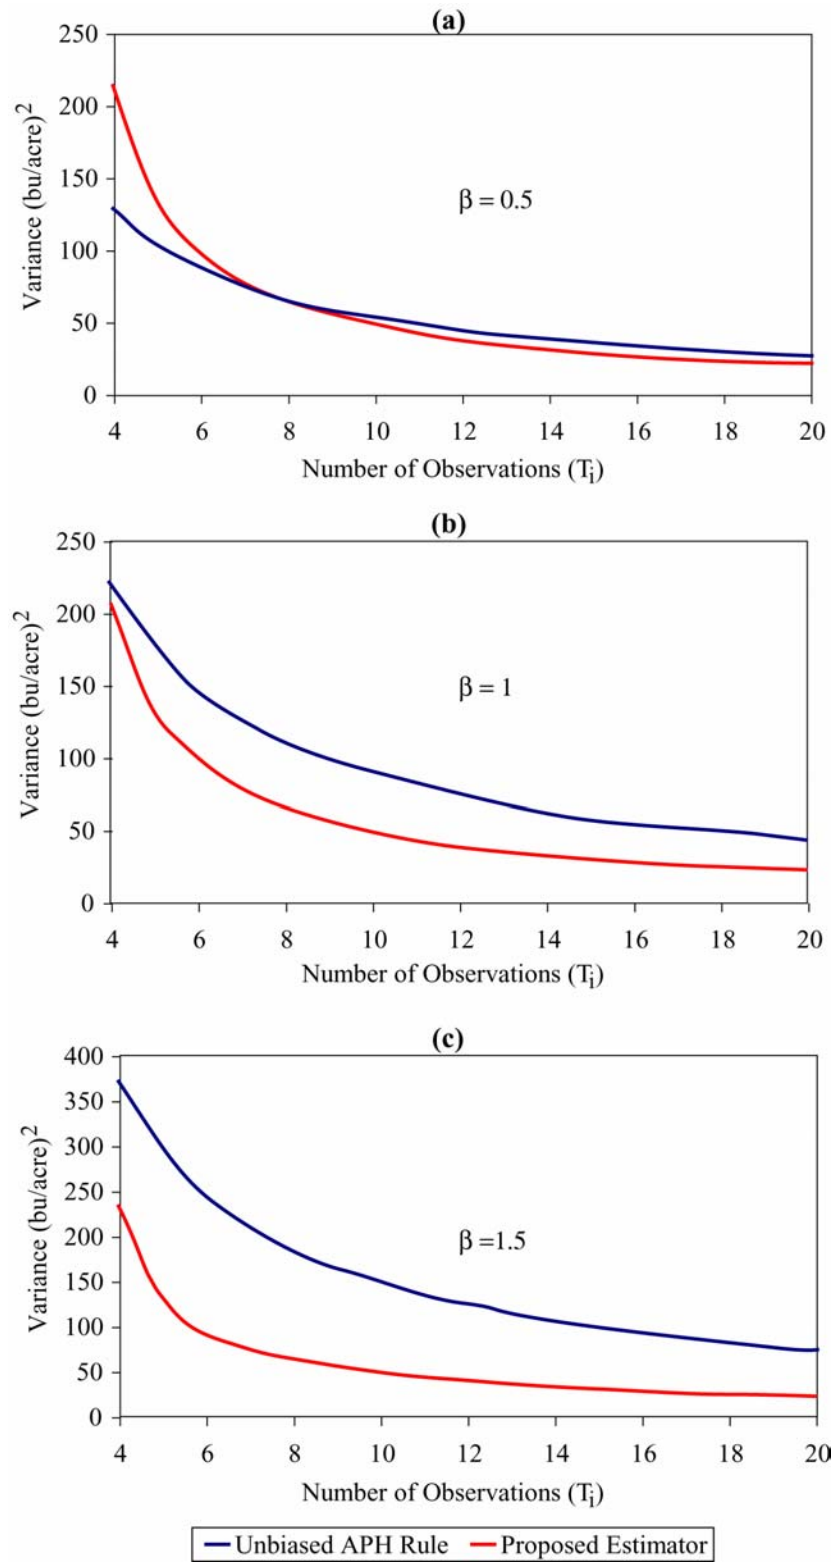 (a)
250
200
150
100
50
0
Variance (bu/acre)²
β = 0.5
4 6 8 10 12 14 16 18 20
Number of Observations (Tᵢ)
(b)
250
200
150
100
50
0
Variance (bu/acre)²
β = 1
4 6 8 10 12 14 16 18 20
Number of Observations (Tᵢ)
(c)
400
350
300
250
200
150
100
50
0
Variance (bu/acre)²
β =1.5
4 6 8 10 12 14 16 18 20
Number of Observations (Tᵢ)
Unbiased APH Rule Proposed Estimator